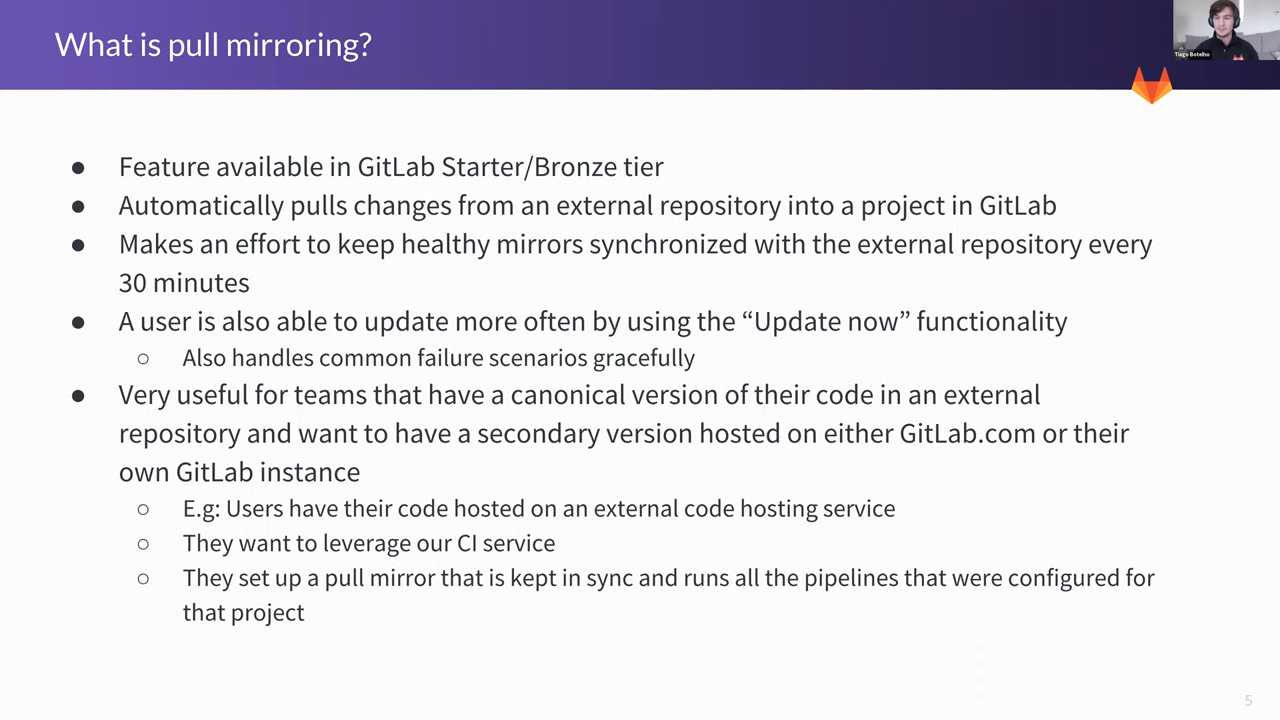 What is pull mirroring?
Tiago Botelho
● Feature available in GitLab Starter/Bronze tier
● Automatically pulls changes from an external repository into a project in GitLab
● Makes an effort to keep healthy mirrors synchronized with the external repository every
30 minutes
● A user is also able to update more often by using the “Update now” functionality
○ Also handles common failure scenarios gracefully
● Very useful for teams that have a canonical version of their code in an external
repository and want to have a secondary version hosted on either GitLab.com or their
own GitLab instance
○ E.g: Users have their code hosted on an external code hosting service
○ They want to leverage our CI service
○ They set up a pull mirror that is kept in sync and runs all the pipelines that were configured for
that project
5